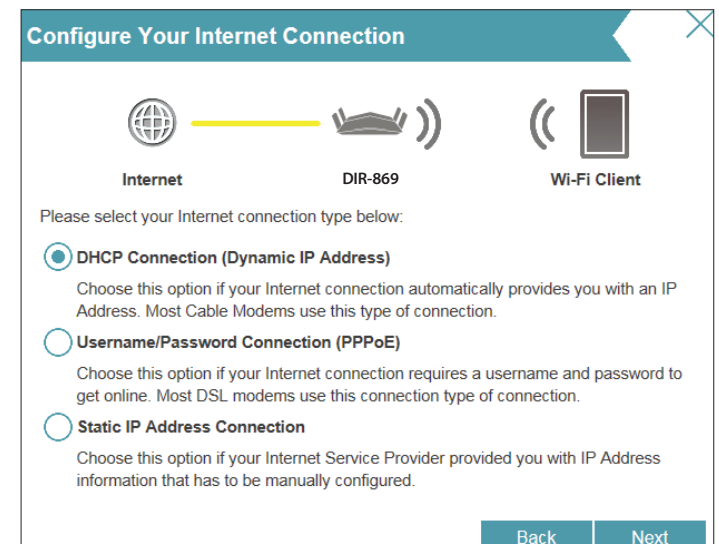 Configure Your Internet Connection
Internet
DIR-869
Wi-Fi Client
Please select your Internet connection type below:
DHCP Connection (Dynamic IP Address)
Choose this option if your Internet connection automatically provides you with an IP
Address. Most Cable Modems use this type of connection.
Username/Password Connection (PPPoE)
Choose this option if your Internet connection requires a username and password to
get online. Most DSL modems use this connection type of connection.
Static IP Address Connection
Choose this option if your Internet Service Provider provided you with IP Address
information that has to be manually configured.
Back
Next